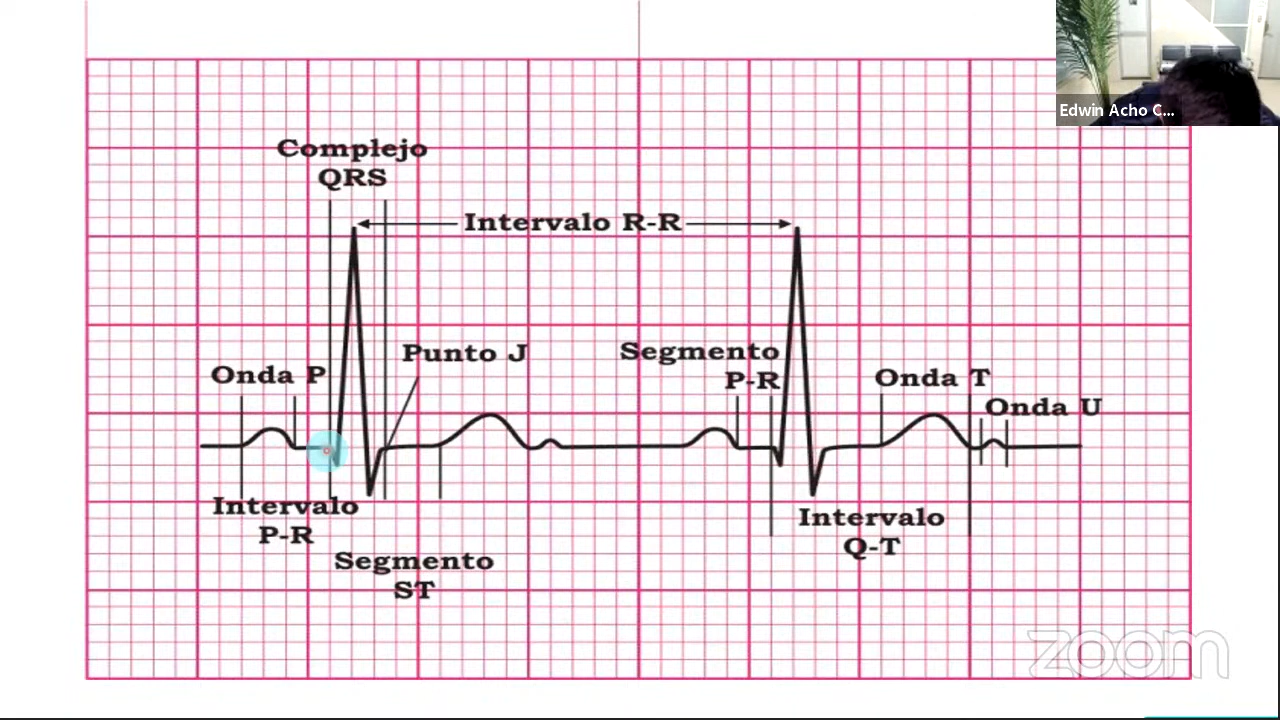 Edwin Acho C...
Complejo
QRS
Intervalo R-R
Punto J
Segmento
P-R
Onda P
Onda T
Onda U
Intervalo
P-R
Intervalo
Q-T
Segmento
ST
zoom